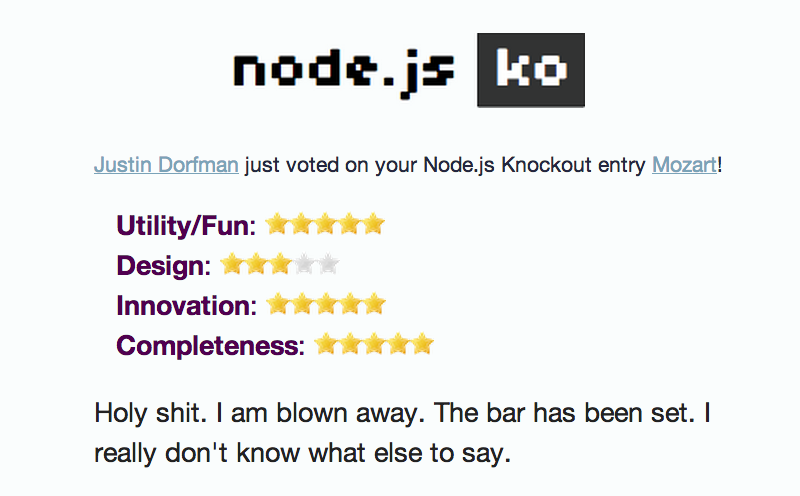 node.js ko
Justin Dorfman just voted on your Node.js Knockout entry Mozart!
Utility/Fun:
Design:
Innovation:
Completeness:
Holy shit. I am blown away. The bar has been set. I
really don't know what else to say.